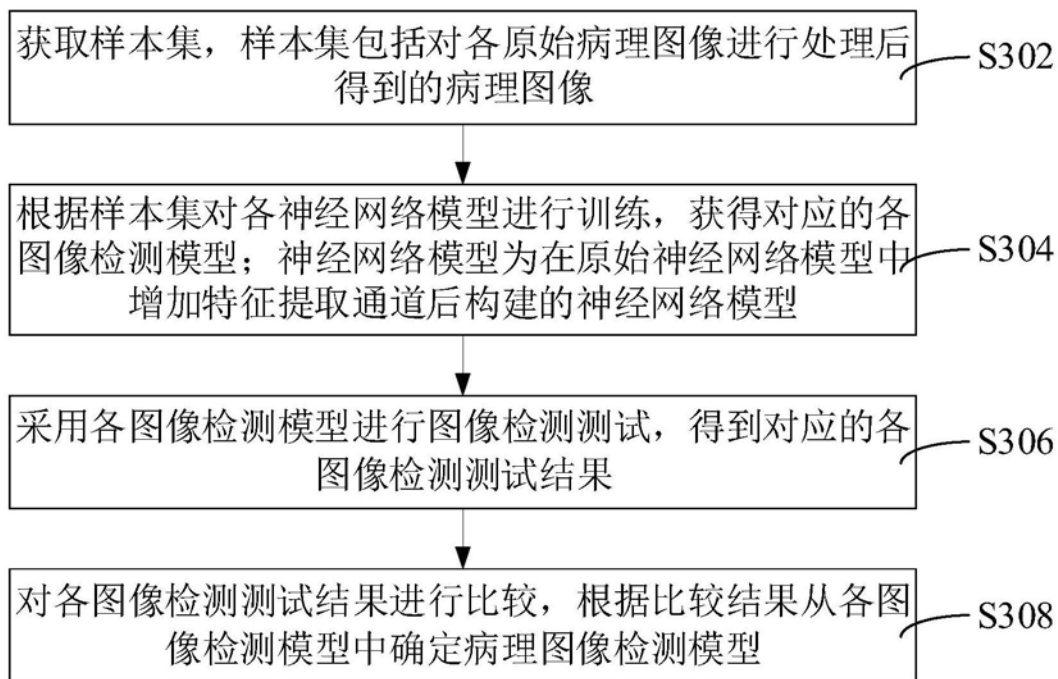 获取样本集，样本集包括对各原始病理图像进行处理后
得到的病理图像
S302
根据样本集对各神经网络模型进行训练，获得对应的各
图像检测模型；神经网络模型为在原始神经网络模型中
增加特征提取通道后构建的神经网络模型
S304
采用各图像检测模型进行图像检测测试，得到对应的各
图像检测测试结果
S306
对各图像检测测试结果进行比较，根据比较结果从各图
像检测模型中确定病理图像检测模型
S308